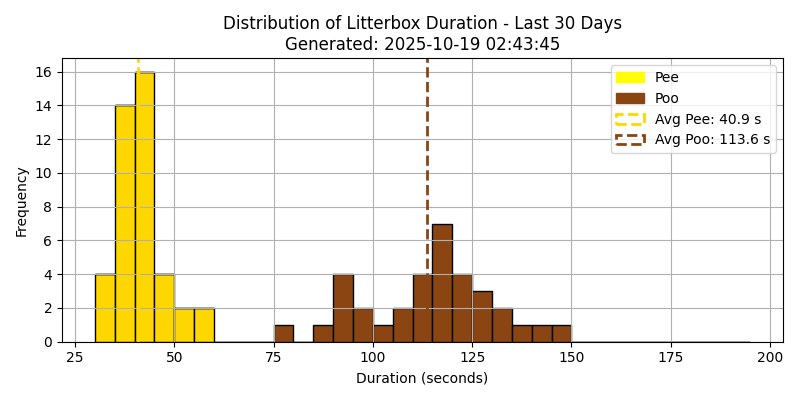 Distribution of Litterbox Duration - Last 30 Days
Generated: 2025-10-19 02:43:45
Pee
Poo
Avg Pee: 40.9 s
Avg Poo: 113.6 s
Frequency
16
14
12
10
8
6
4
2
0
25 50 75 100 125 150 175 200
Duration (seconds)